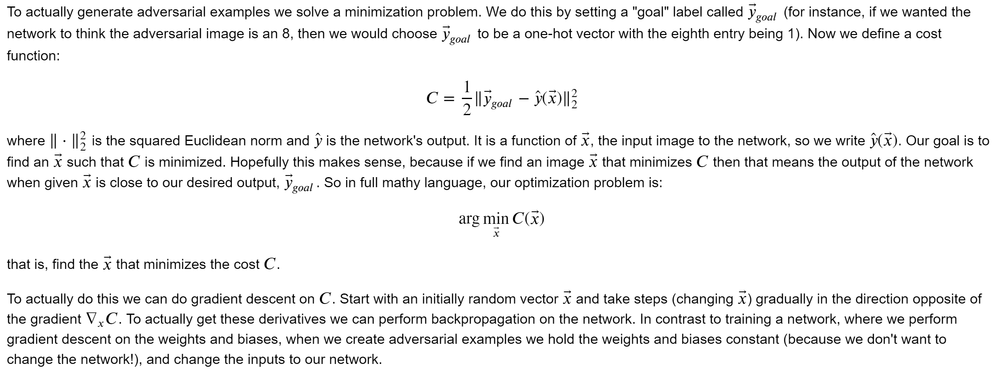 To actually generate adversarial examples we solve a minimization problem. We do this by setting a "goal" label called $\vec{y}_{goal}$ (for instance, if we wanted the
network to think the adversarial image is an 8, then we would choose $\vec{y}_{goal}$ to be a one-hot vector with the eighth entry being 1). Now we define a cost
function:
$C = \frac{1}{2} \|\vec{y}_{goal} - \hat{y}(\vec{x})\|_2^2$
where $\| \cdot \|_2^2$ is the squared Euclidean norm and $\hat{y}$ is the network's output. It is a function of $\vec{x}$, the input image to the network, so we write $\hat{y}(\vec{x})$. Our goal is to
find an $\vec{x}$ such that $C$ is minimized. Hopefully this makes sense, because if we find an image $\vec{x}$ that minimizes $C$ then that means the output of the network
when given $\vec{x}$ is close to our desired output, $\vec{y}_{goal}$. So in full mathy language, our optimization problem is:
$\arg\min_{\vec{x}} C(\vec{x})$
that is, find the $\vec{x}$ that minimizes the cost $C$.
To actually do this we can do gradient descent on $C$. Start with an initially random vector $\vec{x}$ and take steps (changing $\vec{x}$) gradually in the direction opposite of
the gradient $\nabla_x C$. To actually get these derivatives we can perform backpropagation on the network. In contrast to training a network, where we perform
gradient descent on the weights and biases, when we create adversarial examples we hold the weights and biases constant (because we don't want to
change the network!), and change the inputs to our network.